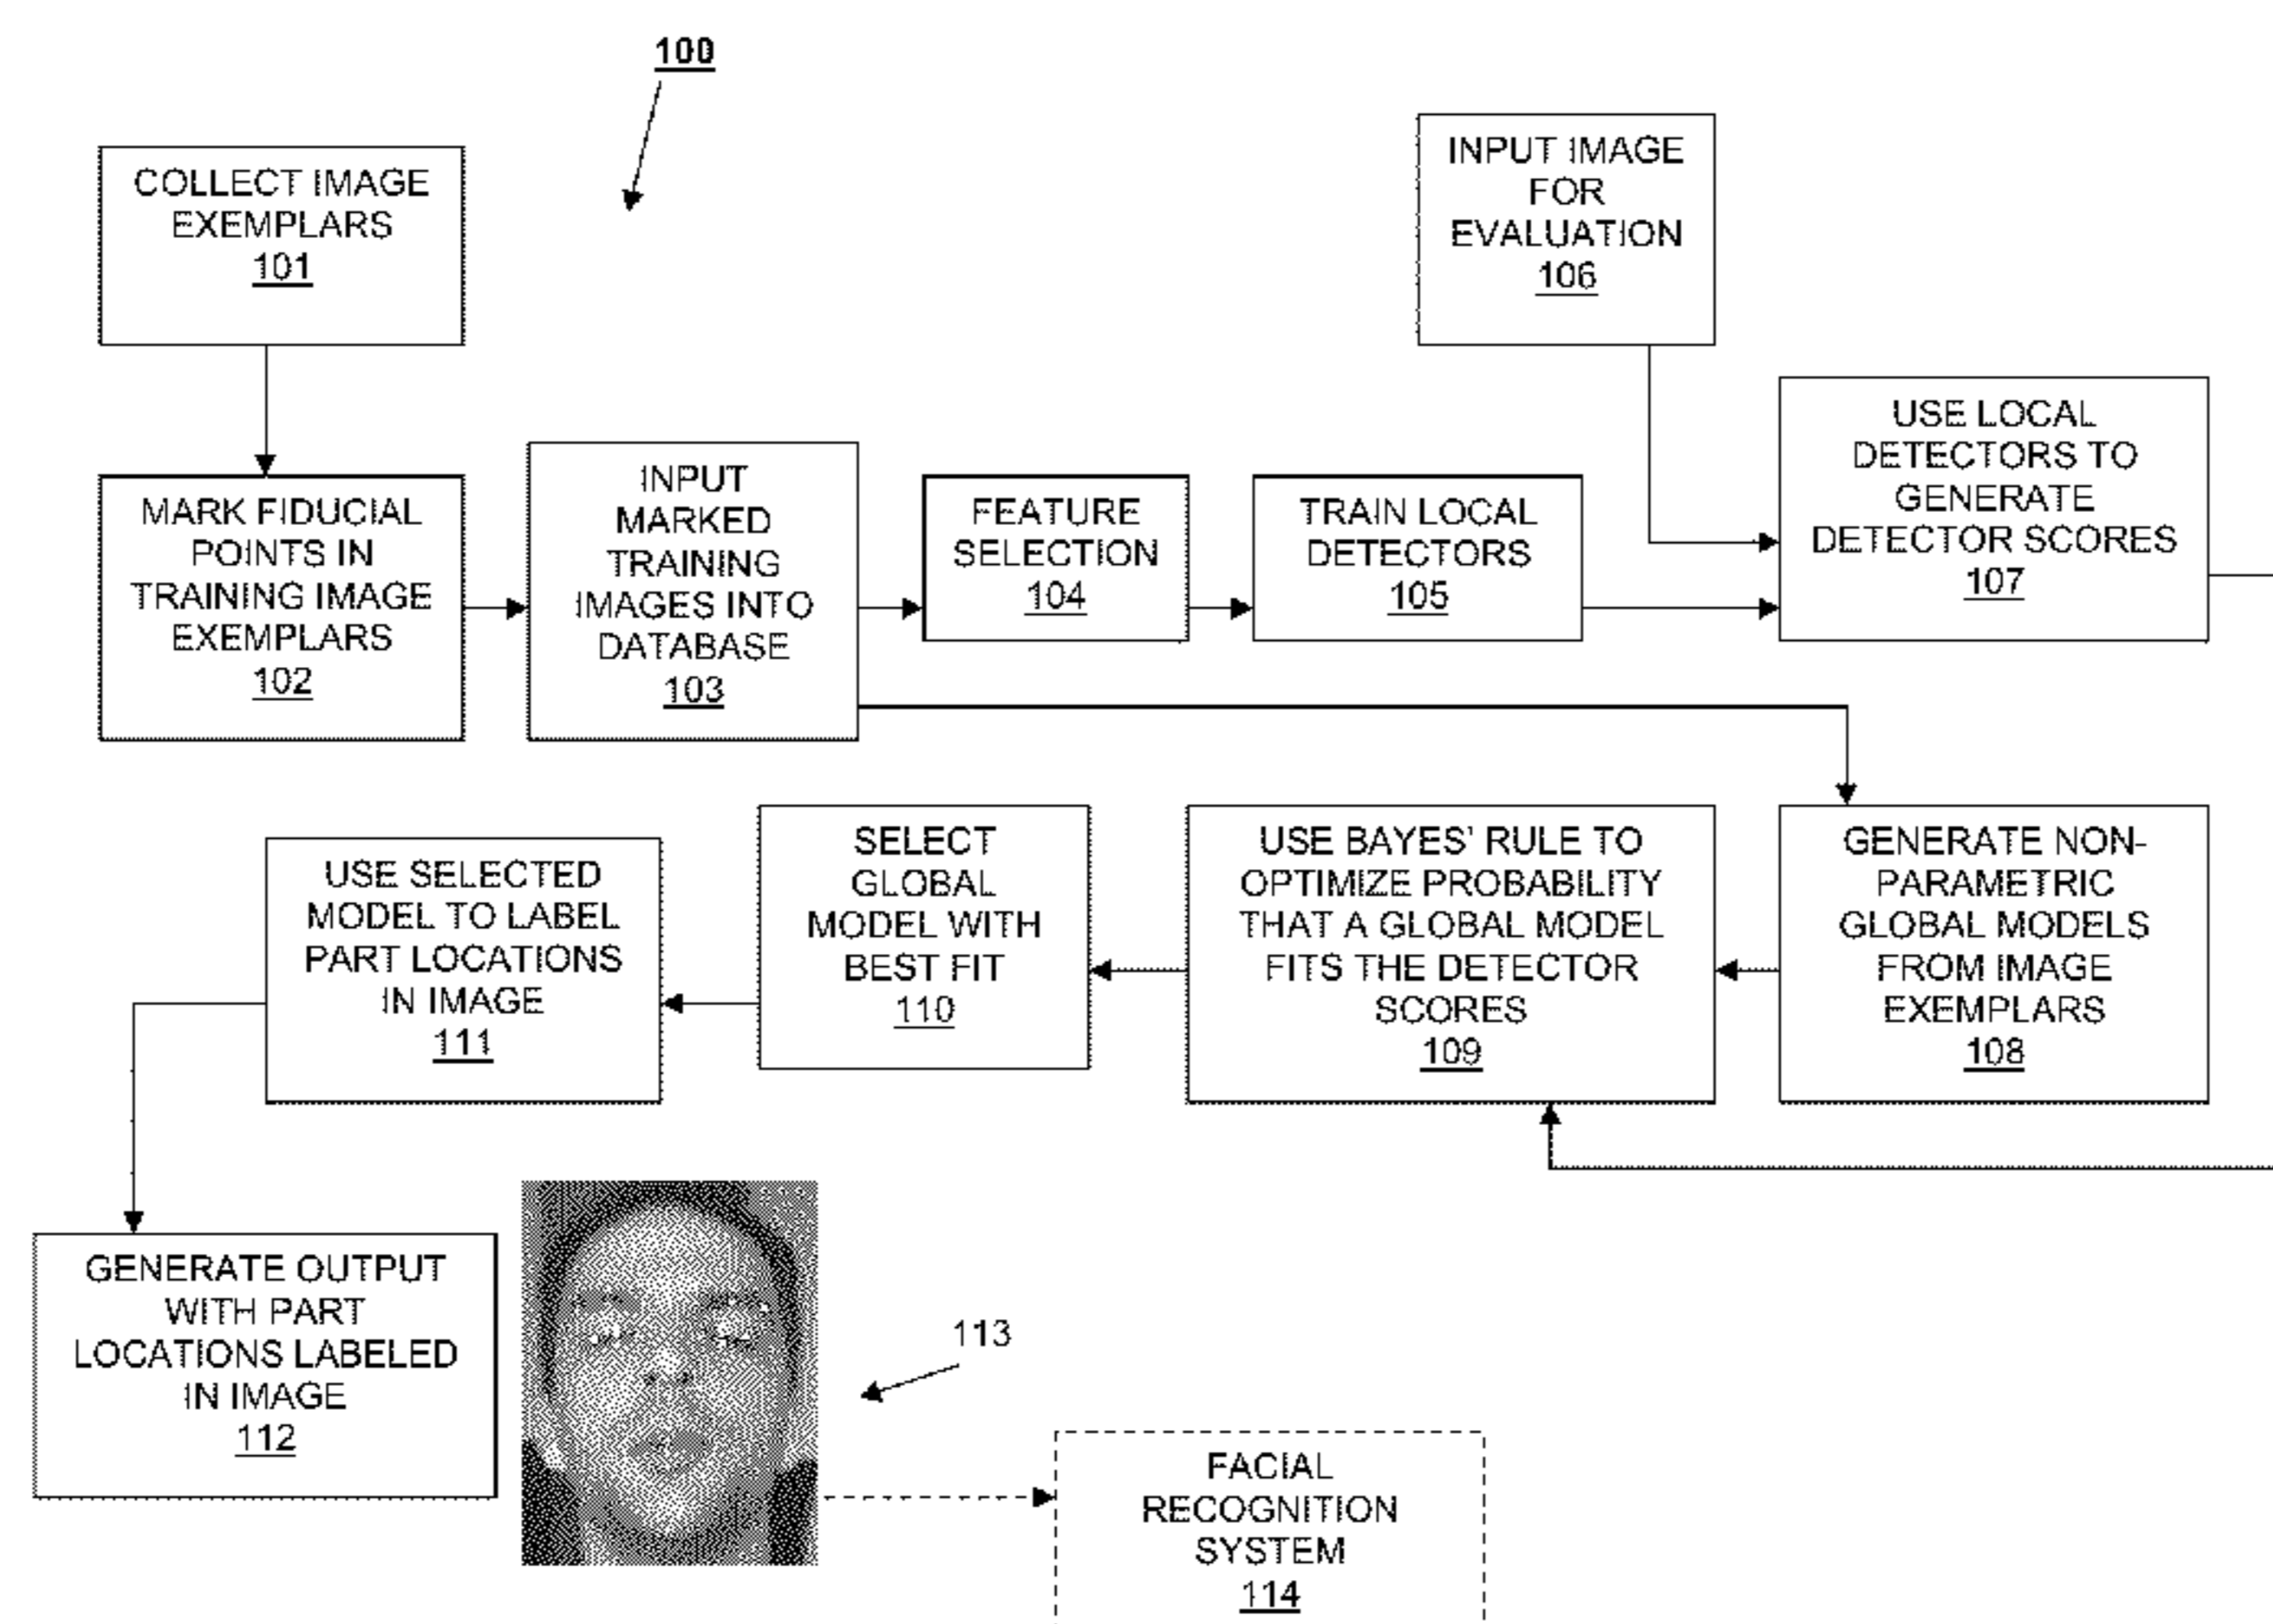 100
COLLECT IMAGE
EXEMPLARS
101
MARK FIDUCIAL
POINTS IN
TRAINING IMAGE
EXEMPLARS
102
INPUT
MARKED
TRAINING
IMAGES INTO
DATABASE
103
FEATURE
SELECTION
104
TRAIN LOCAL
DETECTORS
105
INPUT IMAGE
FOR
EVALUATION
106
USE LOCAL
DETECTORS TO
GENERATE
DETECTOR SCORES
107
GENERATE NON-
PARAMETRIC
GLOBAL MODELS
FROM IMAGE
EXEMPLARS
108
USE BAYES' RULE TO
OPTIMIZE PROBABILITY
THAT A GLOBAL MODEL
FITS THE DETECTOR
SCORES
109
SELECT
GLOBAL
MODEL WITH
BEST FIT
110
USE SELECTED
MODEL TO LABEL
PART LOCATIONS
IN IMAGE
111
GENERATE OUTPUT
WITH PART
LOCATIONS LABELED
IN IMAGE
112
113
FACIAL
RECOGNITION
SYSTEM
114